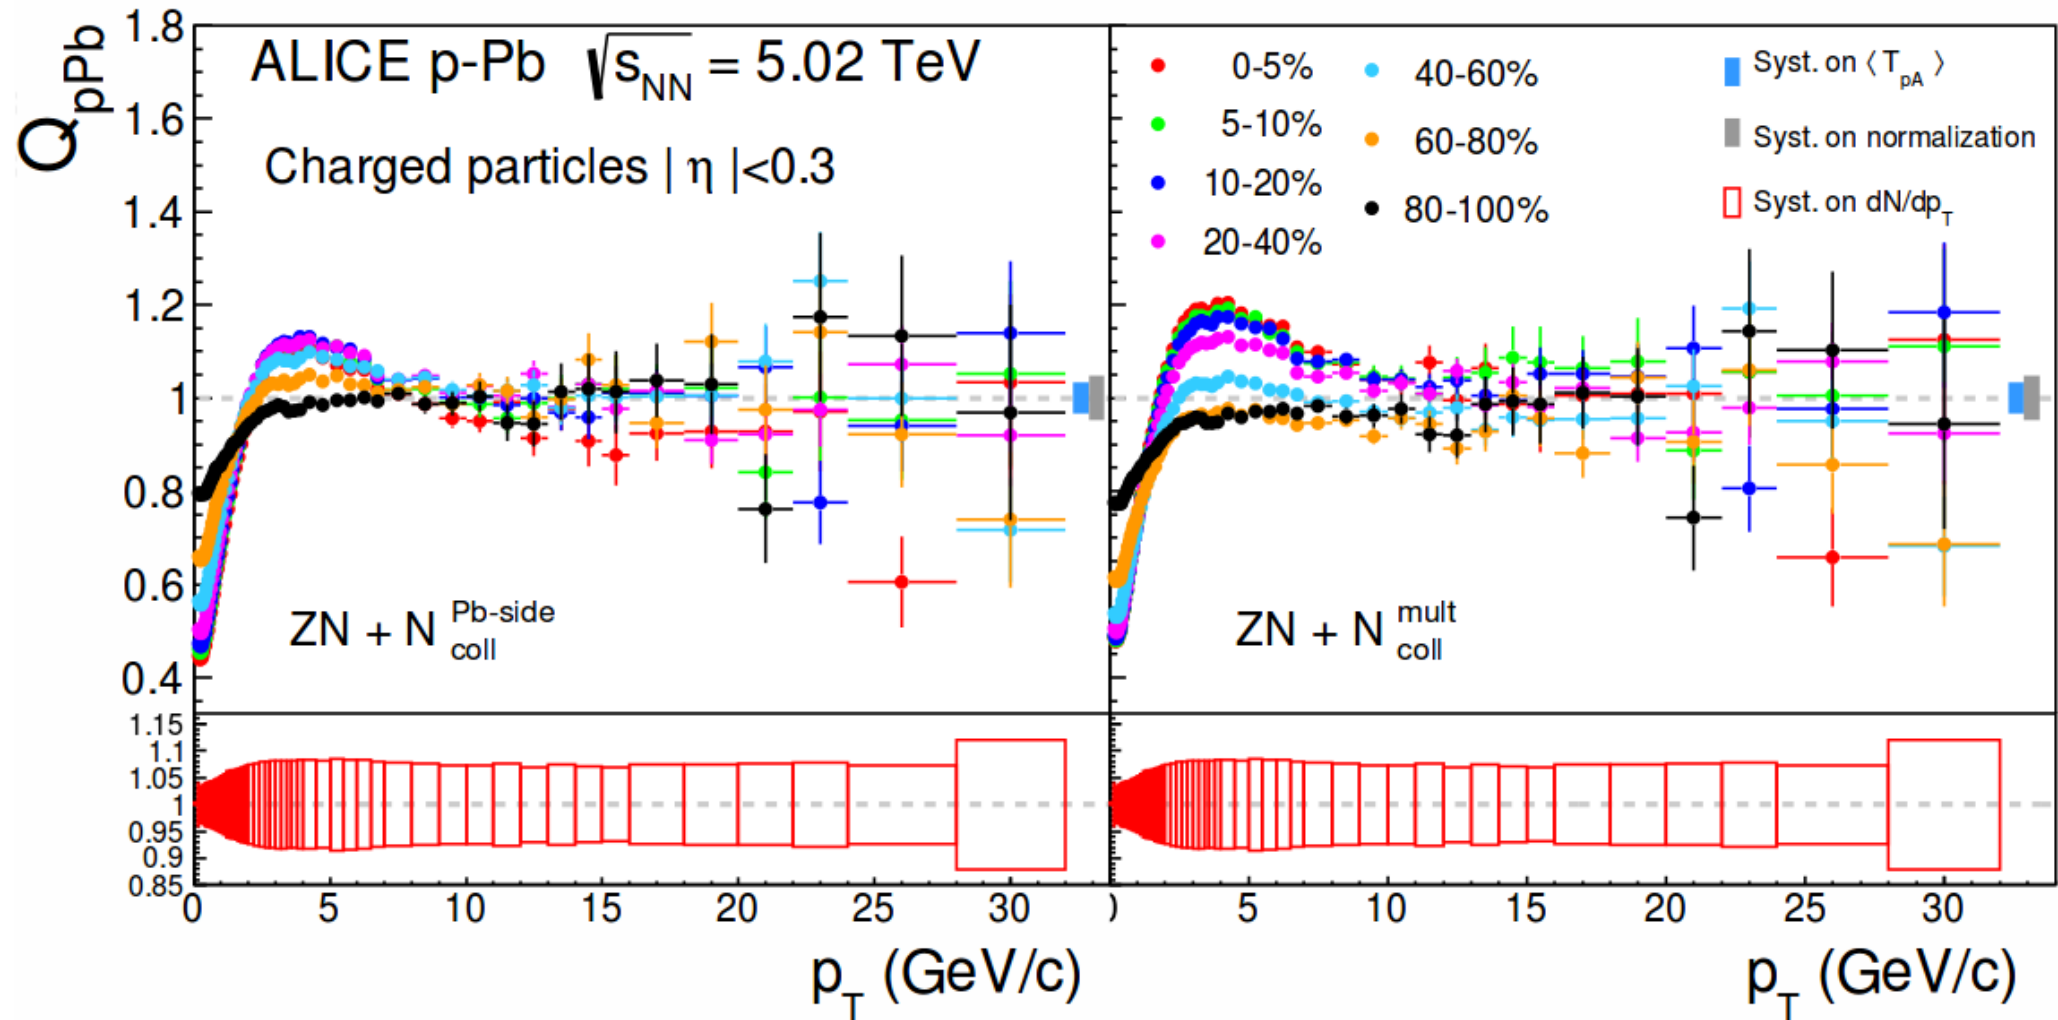 Q_pPb
1.8
1.6
1.4
1.2
1
0.8
0.6
0.4
ALICE p-Pb √s_NN = 5.02 TeV
Charged particles | η |<0.3
ZN + N_coll^Pb-side
0-5%
5-10%
10-20%
20-40%
40-60%
60-80%
80-100%
Syst. on ⟨ T_pA ⟩
Syst. on normalization
Syst. on dN/dp_T
ZN + N_coll^mult
1.15
1.1
1.05
1
0.95
0.9
0.85
0 5 10 15 20 25 30
5 10 15 20 25 30
p_T (GeV/c)
p_T (GeV/c)